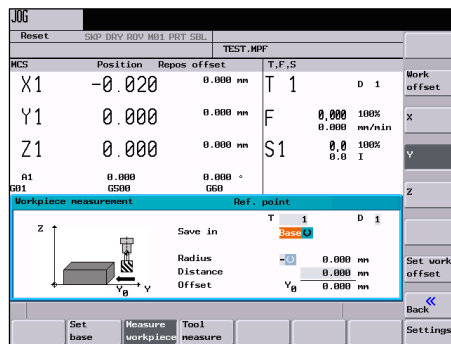 JOG
Reset SKP DRY ROV M01 PRT SBL
TEST.MPF
MCS Position Repos offset T,F,S
X1 -0.020 0.000 mm T 1 D 1
Y1 0.000 0.000 mm F 0.000 100%
0.000 mm/min
Z1 0.000 0.000 mm S1 0.0 100%
0.0 I
A1 0.000 0.000 °
G01 G500 G60
Workpiece measurement Ref. point
T 1 D 1
Save in Base
Radius - 0.000 mm
Distance 0.000 mm
Offset Y0 0.000 mm
Z
Y0 Y
Work offset
X
Y
Z
Set work offset
Back «
Settings
Set base
Measure workpiece
Tool measure